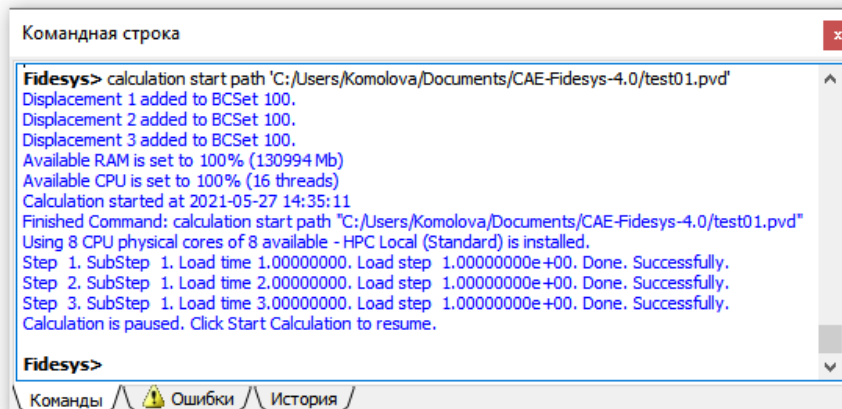 Командная строка
x
Fidesys> calculation start path 'C:/Users/Komolova/Documents/CAE-Fidesys-4.0/test01.pvd'
Displacement 1 added to BCSet 100.
Displacement 2 added to BCSet 100.
Displacement 3 added to BCSet 100.
Available RAM is set to 100% (130994 Mb)
Available CPU is set to 100% (16 threads)
Calculation started at 2021-05-27 14:35:11
Finished Command: calculation start path "C:/Users/Komolova/Documents/CAE-Fidesys-4.0/test01.pvd"
Using 8 CPU physical cores of 8 available - HPC Local (Standard) is installed.
Step 1. SubStep 1. Load time 1.00000000. Load step 1.00000000e+00. Done. Successfully.
Step 2. SubStep 1. Load time 2.00000000. Load step 1.00000000e+00. Done. Successfully.
Step 3. SubStep 1. Load time 3.00000000. Load step 1.00000000e+00. Done. Successfully.
Calculation is paused. Click Start Calculation to resume.
Fidesys>
Команды Ошибки История